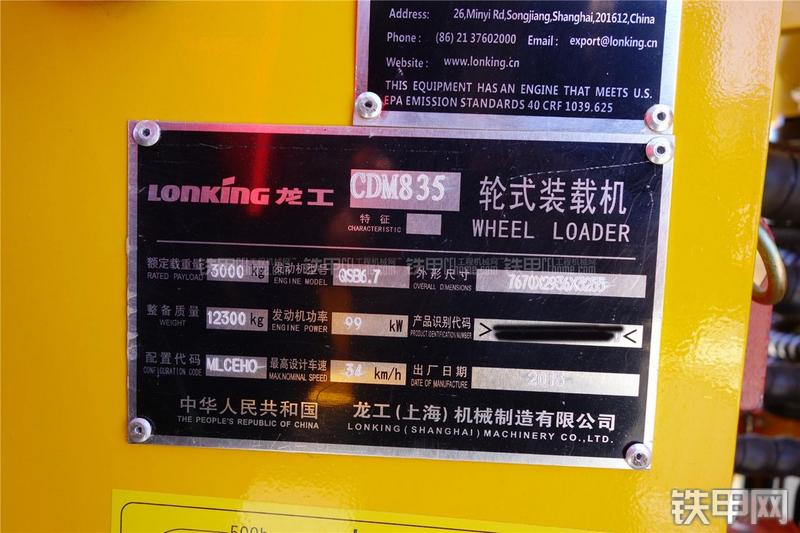 Address: 26,Minyi Rd,Songjiang,Shanghai,201612,China
Phone: (86) 21 37602000 Email: export@lonking.cn
Website: www.lonking.cn
THIS EQUIPMENT HAS AN ENGINE THAT MEETS U.S.
EPA EMISSION STANDARDS 40 CRF 1039.625
LONKING 龙工 CDM835 轮式装载机
特征
CHARACTERISTIC WHEEL LOADER
额定载重量 3000 kg 发动机型号 QSB6.7 外形尺寸
RATED PAYLOAD ENGINE MODEL OVERALL DIMENSIONS
整备质量 12300 kg 发动机功率 99 kW 产品识别代码 > <
WEIGHT ENGINE POWER PRODUCT IDENTIFICATION NUMBER
配置代码 MLCEHO 最高设计车速 34 km/h 出厂日期
CONFIGURATION CODE MAX.NOMINAL SPEED DATE OF MANUFACTURE
中华人民共和国 龙工(上海)机械制造有限公司
THE PEOPLE'S REPUBLIC OF CHINA LONKING (SHANGHAI) MACHINERY CO.,LTD.
500h
铁甲网